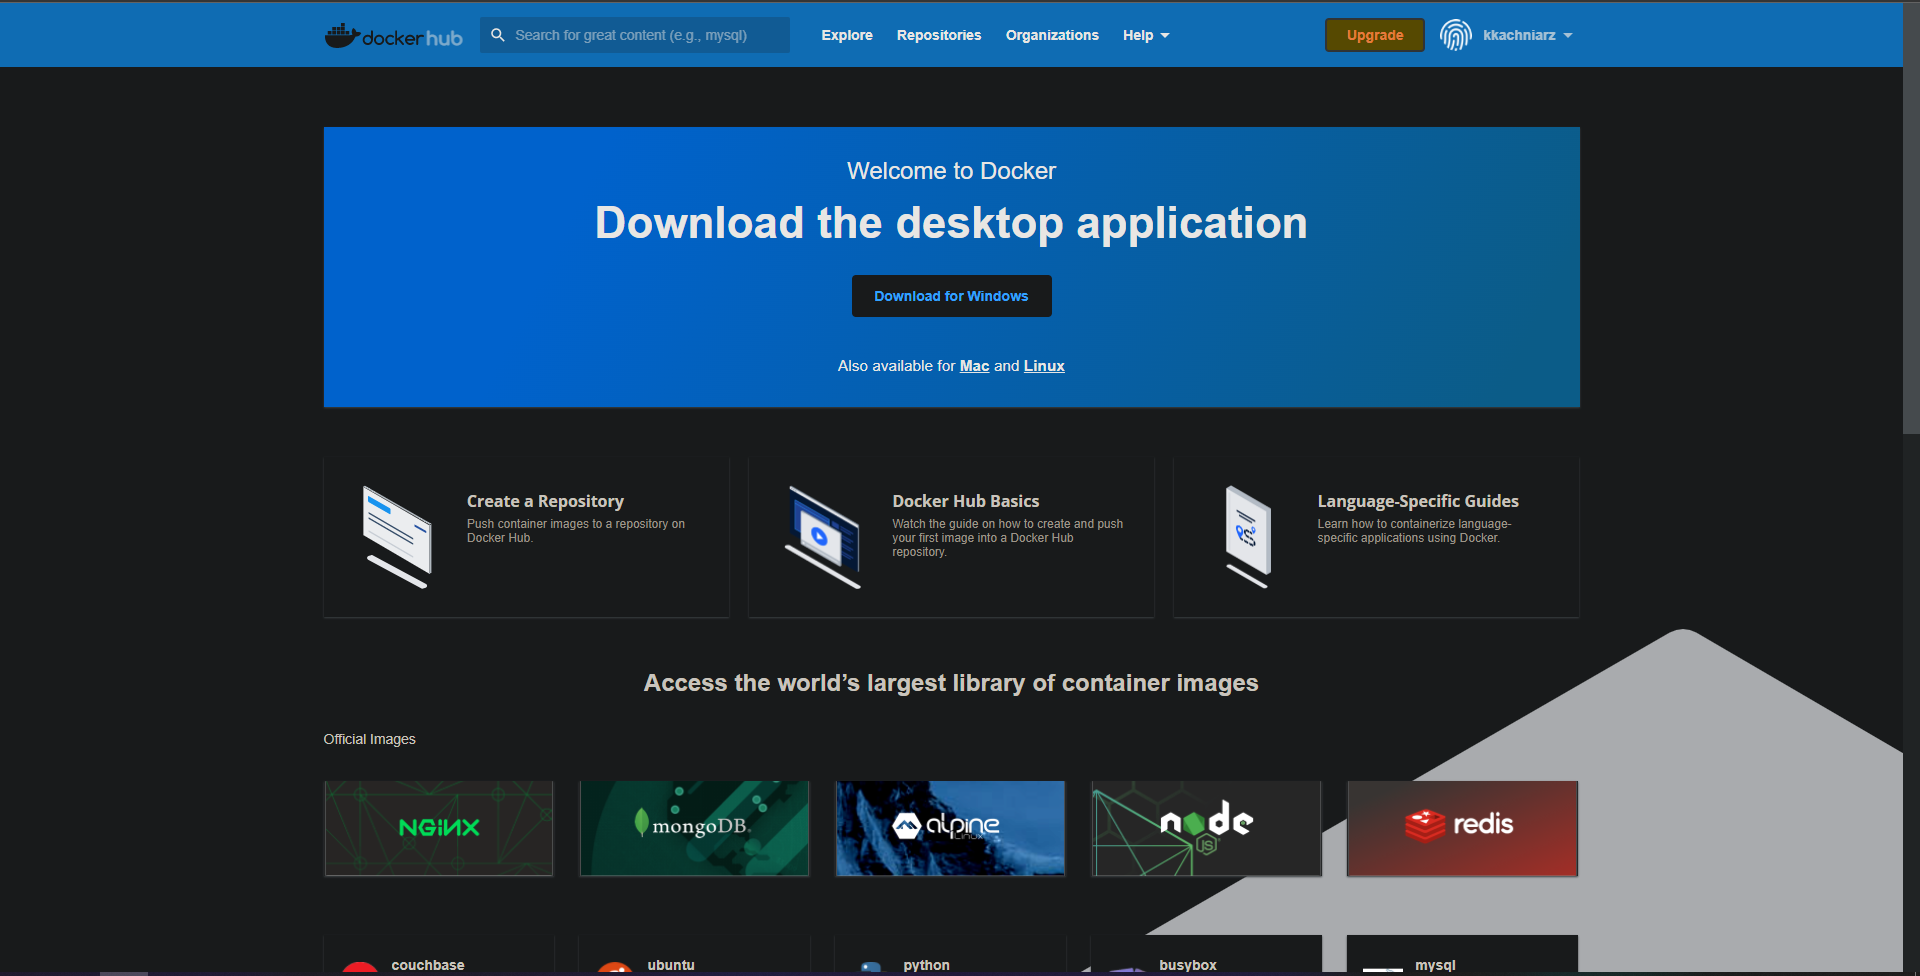 docker hub
Search for great content (e.g., mysql)
Explore
Repositories
Organizations
Help
Upgrade
kkachniarz
Welcome to Docker
Download the desktop application
Download for Windows
Also available for Mac and Linux
Create a Repository
Push container images to a repository on
Docker Hub.
Docker Hub Basics
Watch the guide on how to create and push
your first image into a Docker Hub
repository.
Language-Specific Guides
Learn how to containerize language-
specific applications using Docker.
Access the world’s largest library of container images
Official Images
NGINX
mongoDB
alpine
Linux
node
JS
redis
couchbase
ubuntu
python
busybox
mysql